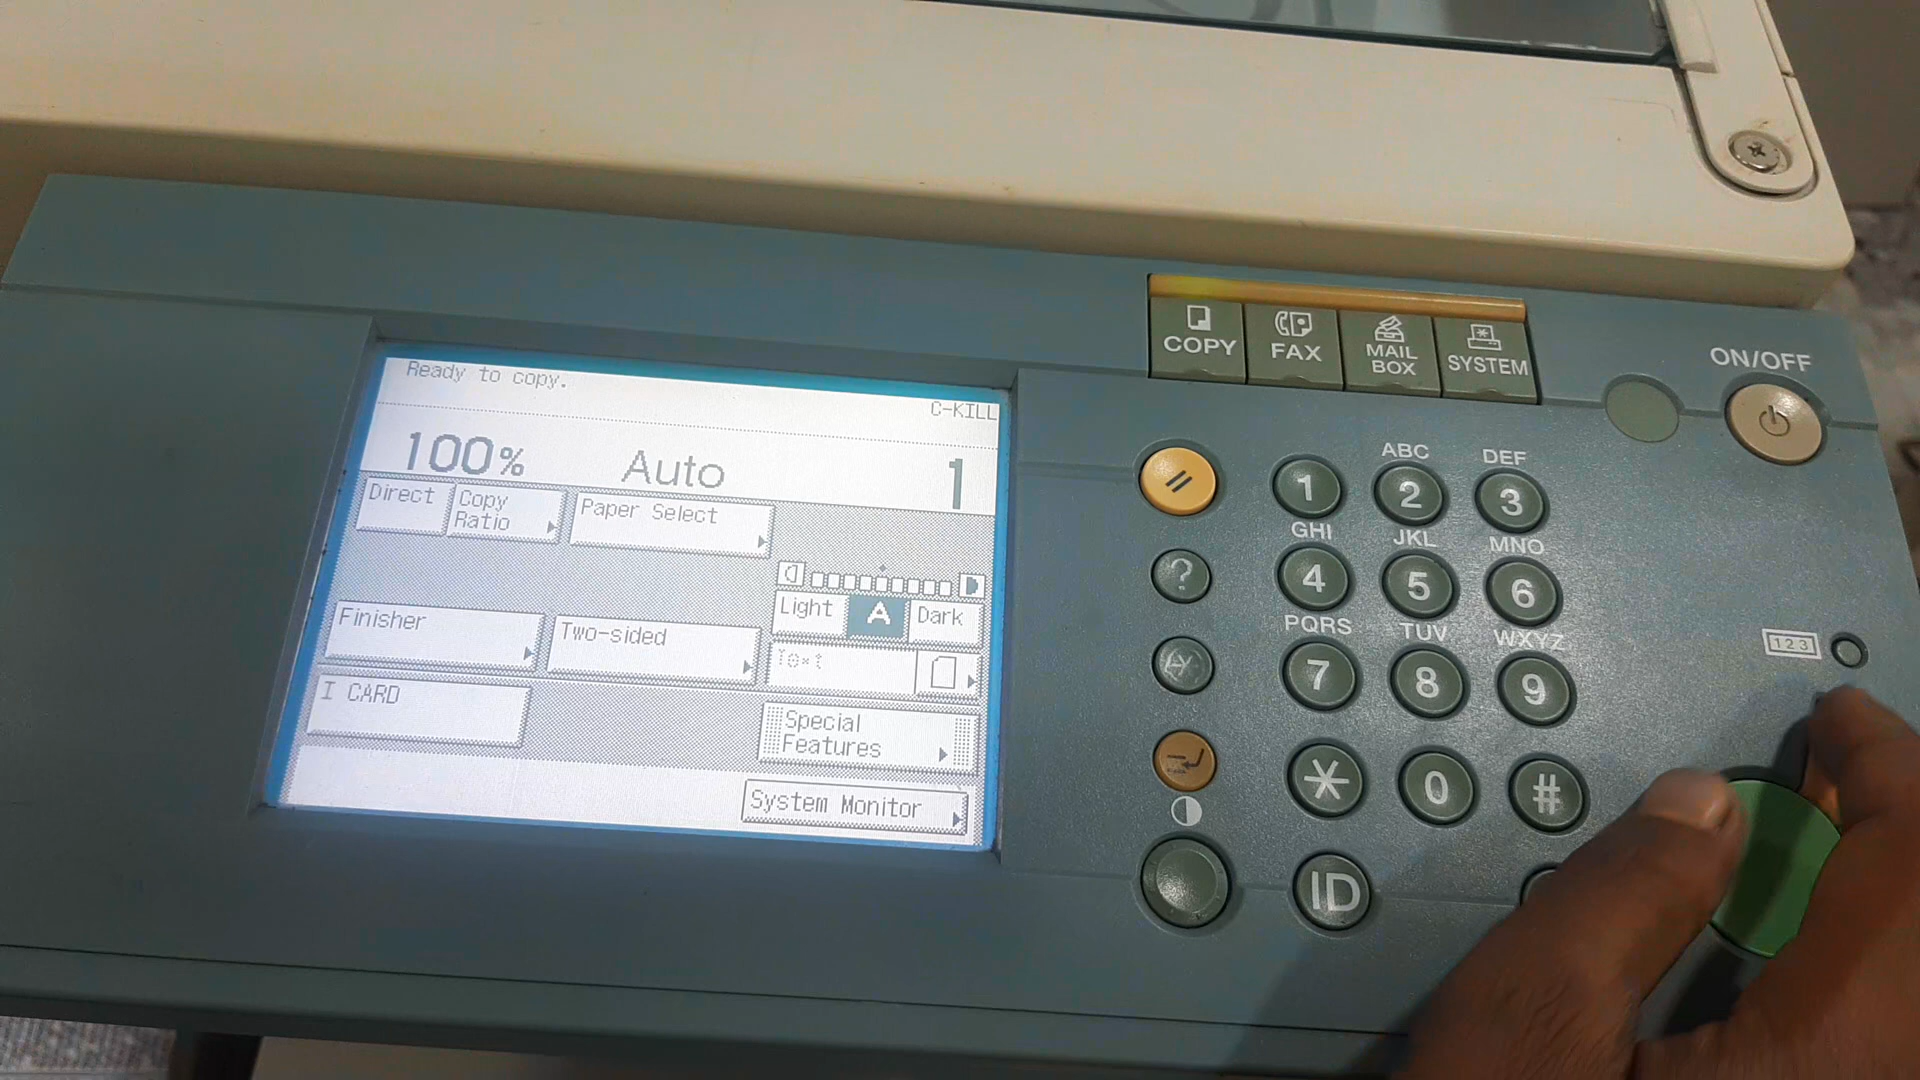 Ready to copy.
C-KILL
100%
Auto
1
Direct
Copy
Ratio
Paper Select
Light
A
Dark
Finisher
Two-sided
Text
I CARD
Special
Features
System Monitor
COPY
FAX
MAIL
BOX
SYSTEM
ON/OFF
ABC
DEF
1
2
3
GHI
JKL
MNO
?
4
5
6
PQRS
TUV
WXYZ
123
7
8
9
*
0
#
ID